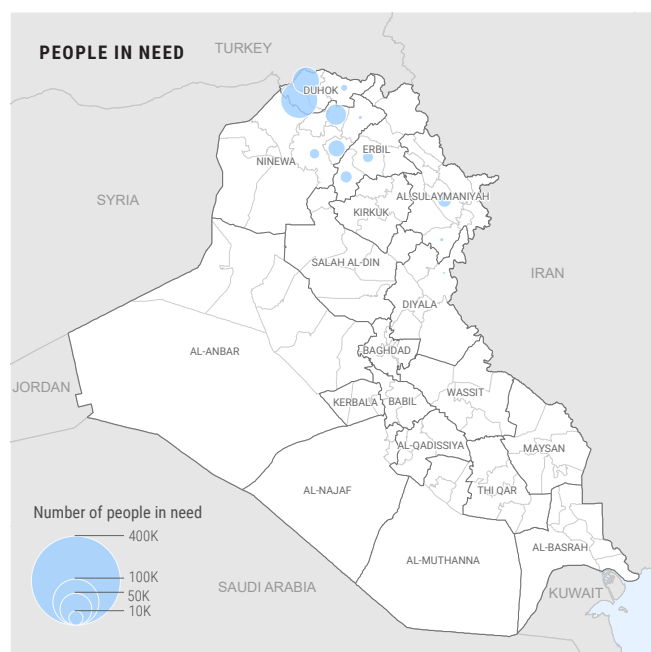 PEOPLE IN NEED
TURKEY
DUHOK
NINEWA
ERBIL
SYRIA
AL-SULAYMANIYAH
KIRKUK
SALAH AL-DIN
IRAN
DIYALA
AL-ANBAR
BAGHDAD
JORDAN
KERBALA
BABIL
WASSIT
AL-QADISSIYA
MAYSAN
AL-NAJAF
THI QAR
Number of people in need
400K
100K
50K
10K
AL-BASRAH
AL-MUTHANNA
SAUDI ARABIA
KUWAIT